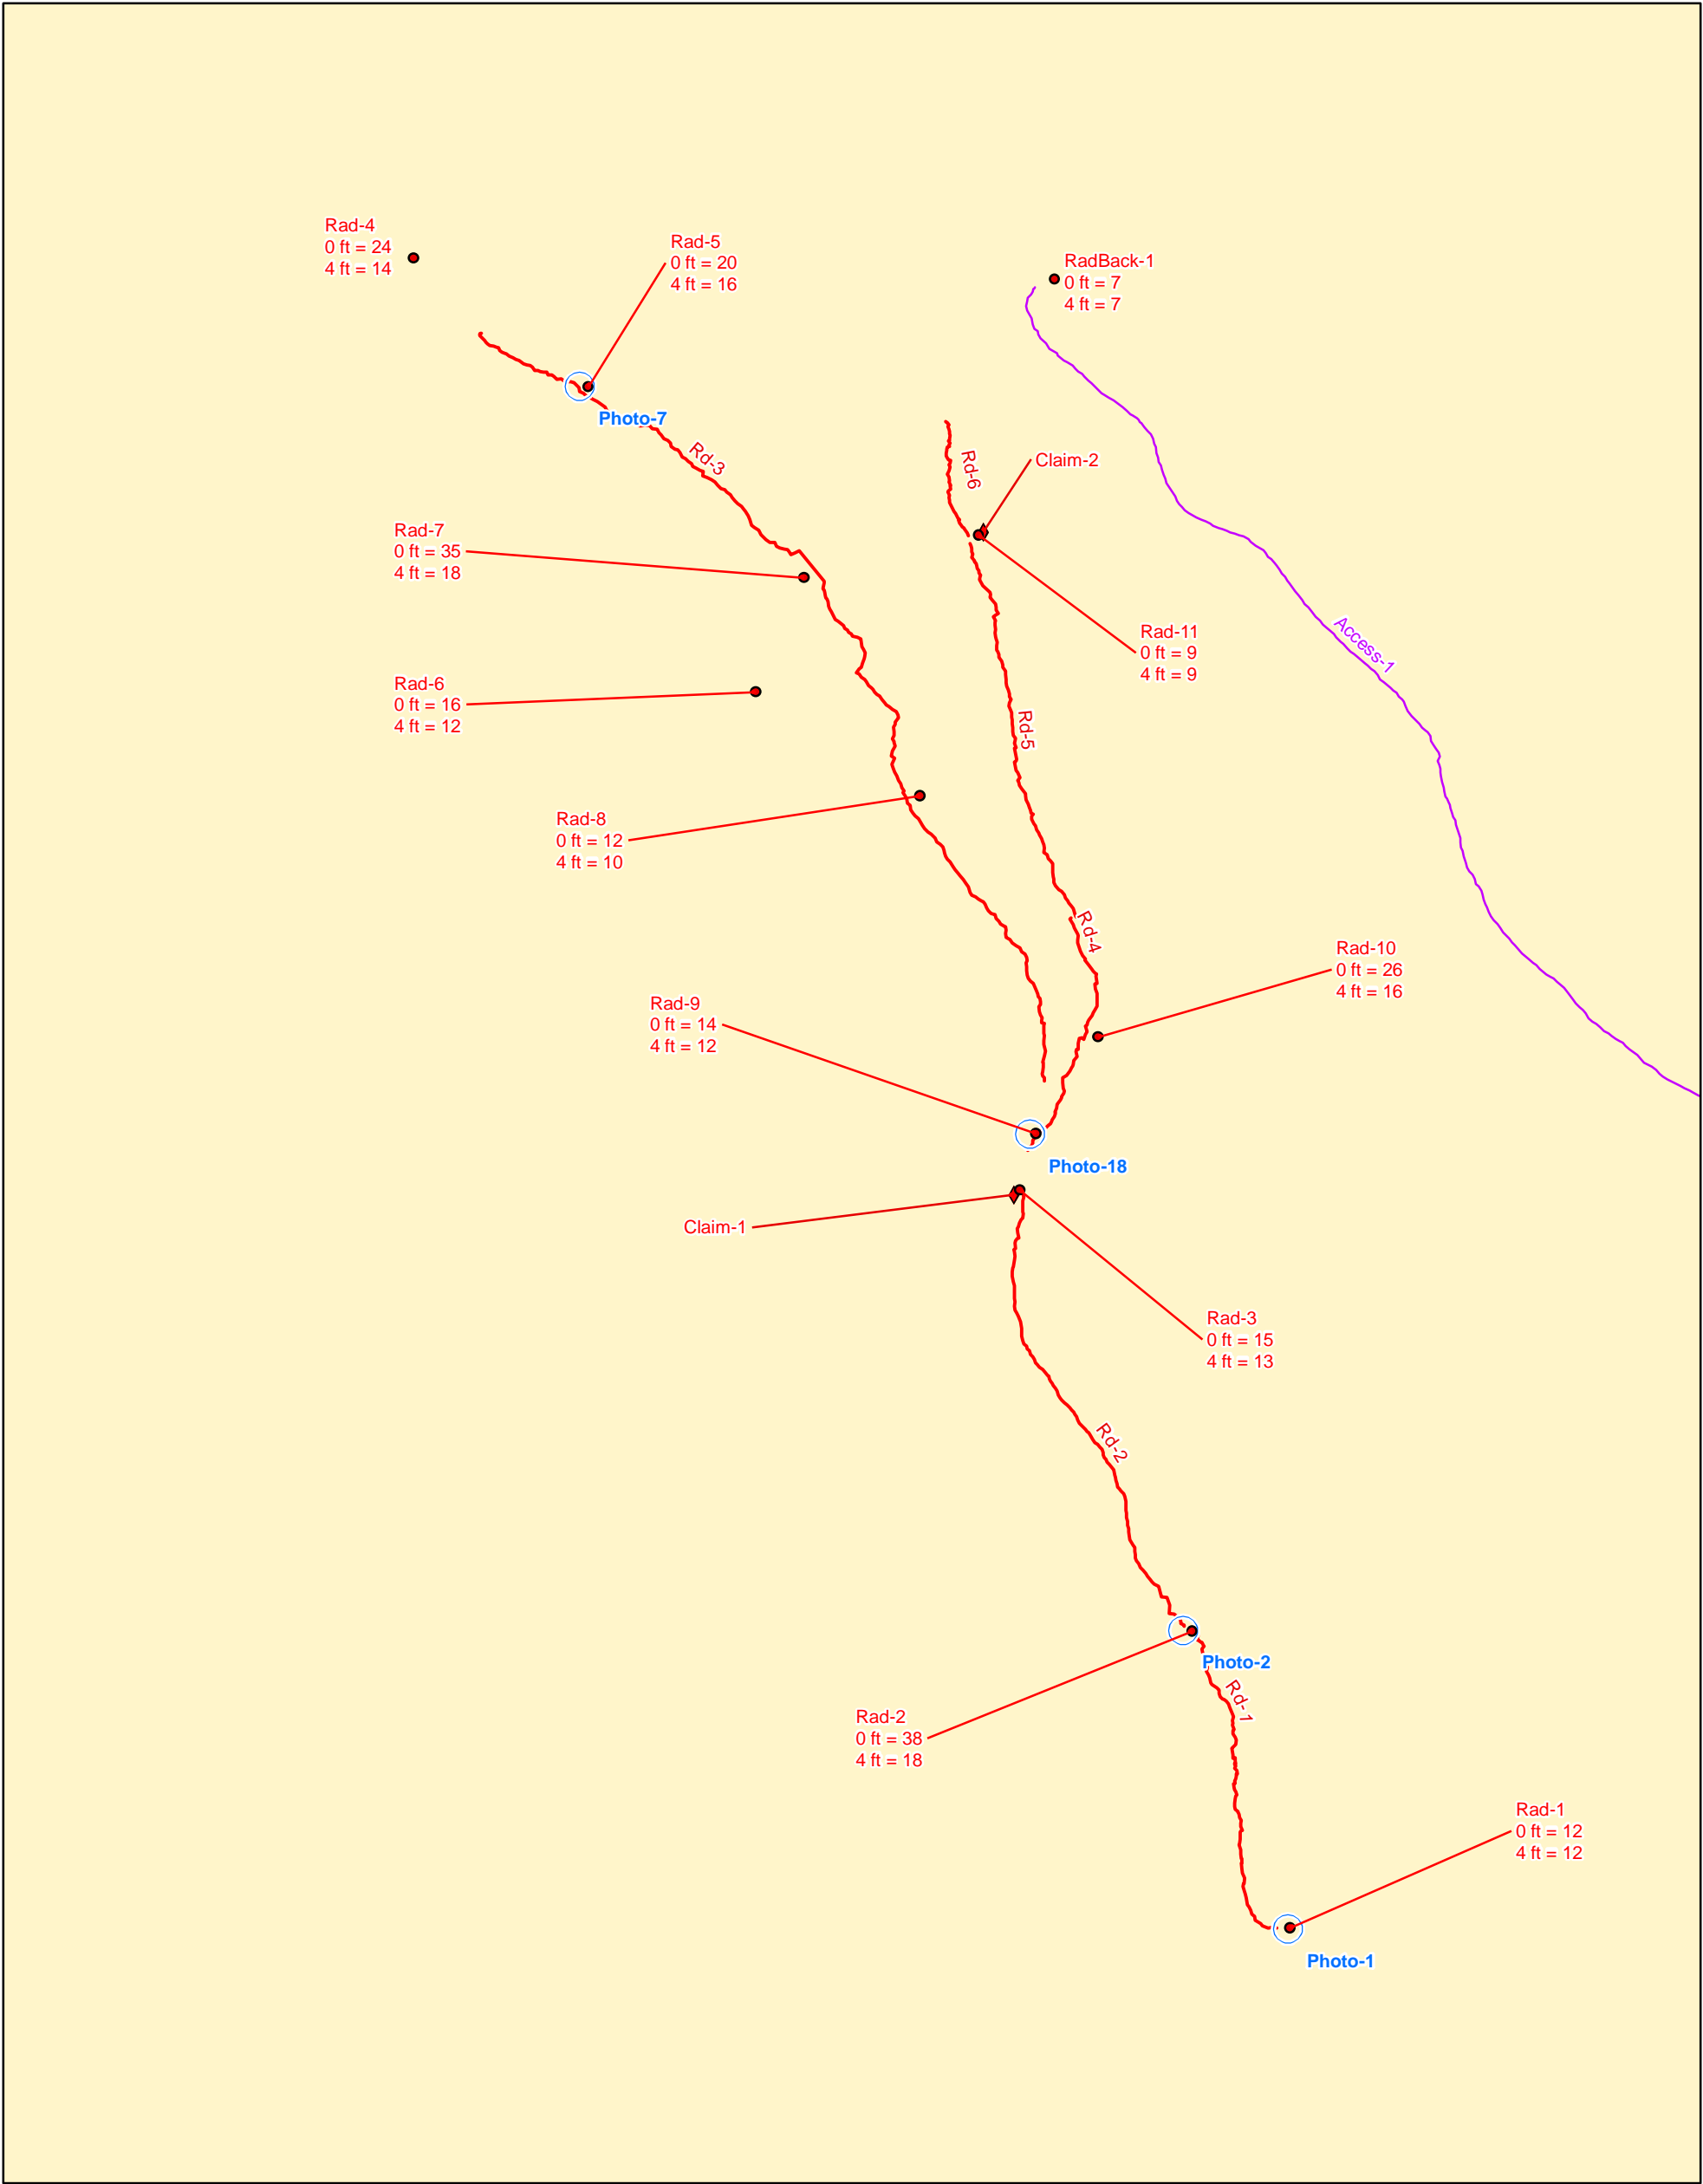 Rad-4
0 ft = 24
4 ft = 14
Rad-5
0 ft = 20
4 ft = 16
RadBack-1
0 ft = 7
4 ft = 7
Photo-7
Rd-3
Rd-6
Claim-2
Rad-7
0 ft = 35
4 ft = 18
Rad-11
0 ft = 9
4 ft = 9
Access-1
Rad-6
0 ft = 16
4 ft = 12
Rd-5
Rad-8
0 ft = 12
4 ft = 10
Rd-4
Rad-10
0 ft = 26
4 ft = 16
Rad-9
0 ft = 14
4 ft = 12
Photo-18
Claim-1
Rad-3
0 ft = 15
4 ft = 13
Rd-2
Photo-2
Rd-1
Rad-2
0 ft = 38
4 ft = 18
Rad-1
0 ft = 12
4 ft = 12
Photo-1